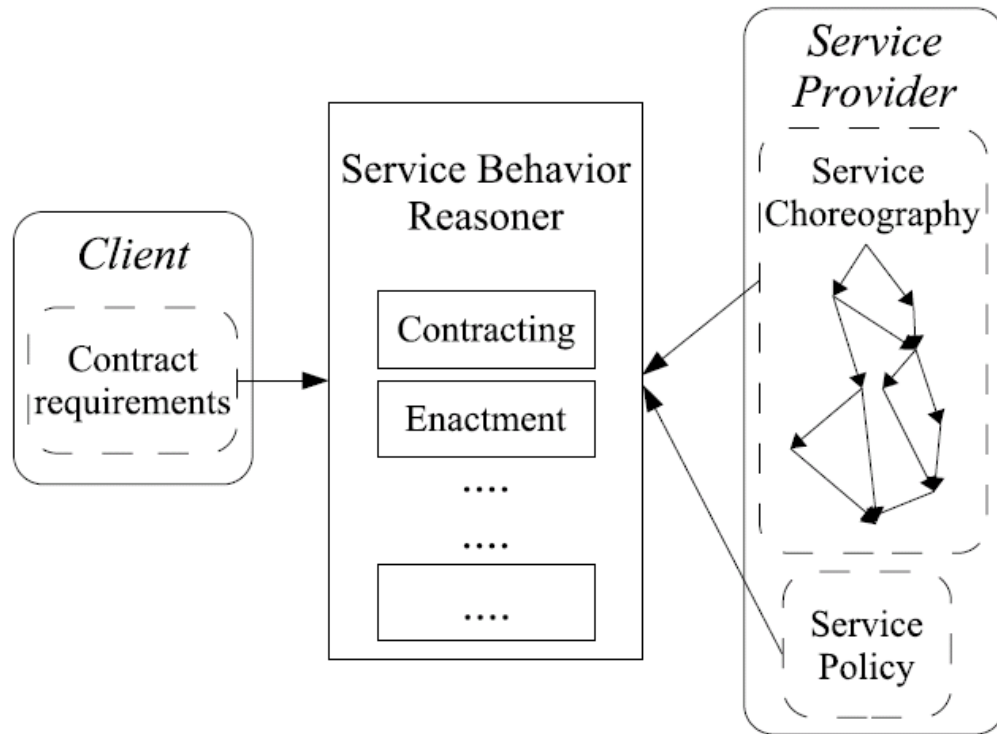 Client
Contract
requirements
Service Behavior
Reasoner
Contracting
Enactment
....
....
....
Service
Provider
Service
Choreography
Service
Policy